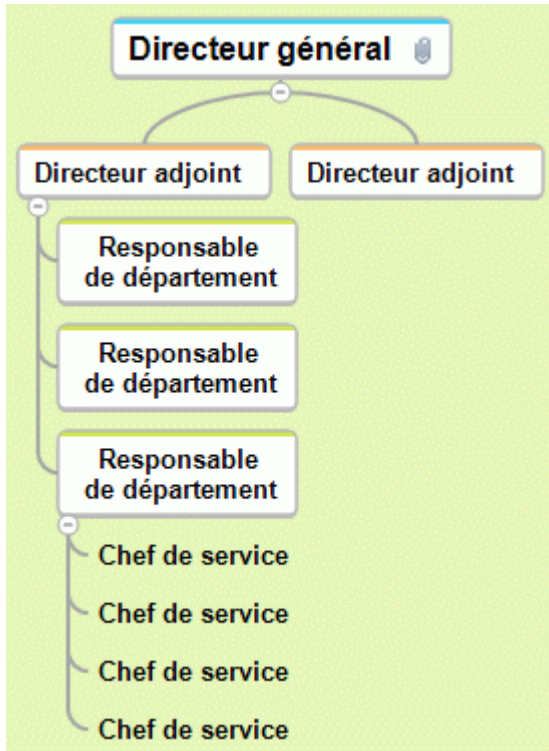 Directeur général
Directeur adjoint
Directeur adjoint
Responsable
de département
Responsable
de département
Responsable
de département
Chef de service
Chef de service
Chef de service
Chef de service